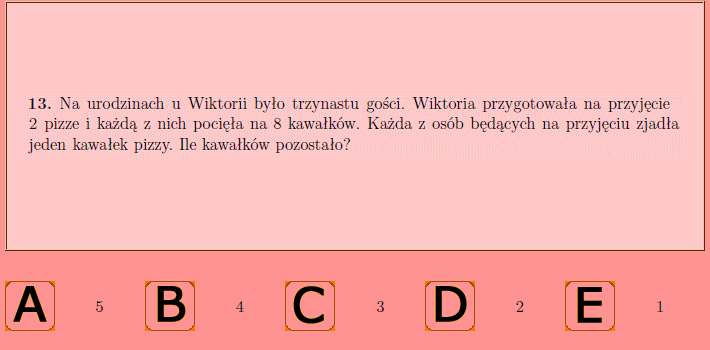 13. Na urodzinach u Wiktorii było trzynastu gości. Wiktoria przygotowała na przyjęcie
2 pizze i każdą z nich pocięła na 8 kawałków. Każda z osób będących na przyjęciu zjadła
jeden kawałek pizzy. Ile kawałków pozostało?
A 5 B 4 C 3 D 2 E 1